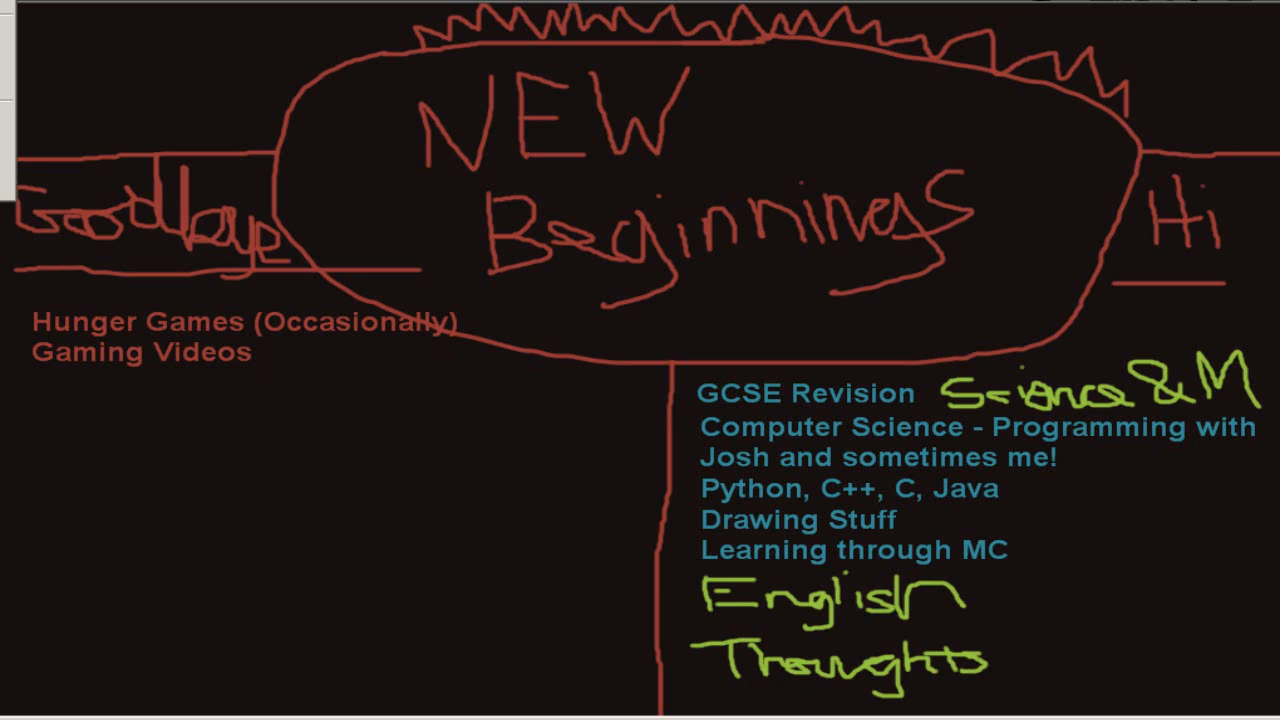 NEW
Beginnings
Goodbye
Hi
Hunger Games (Occasionally)
Gaming Videos
GCSE Revision Science & M
Computer Science - Programming with
Josh and sometimes me!
Python, C++, C, Java
Drawing Stuff
Learning through MC
English
Thoughts